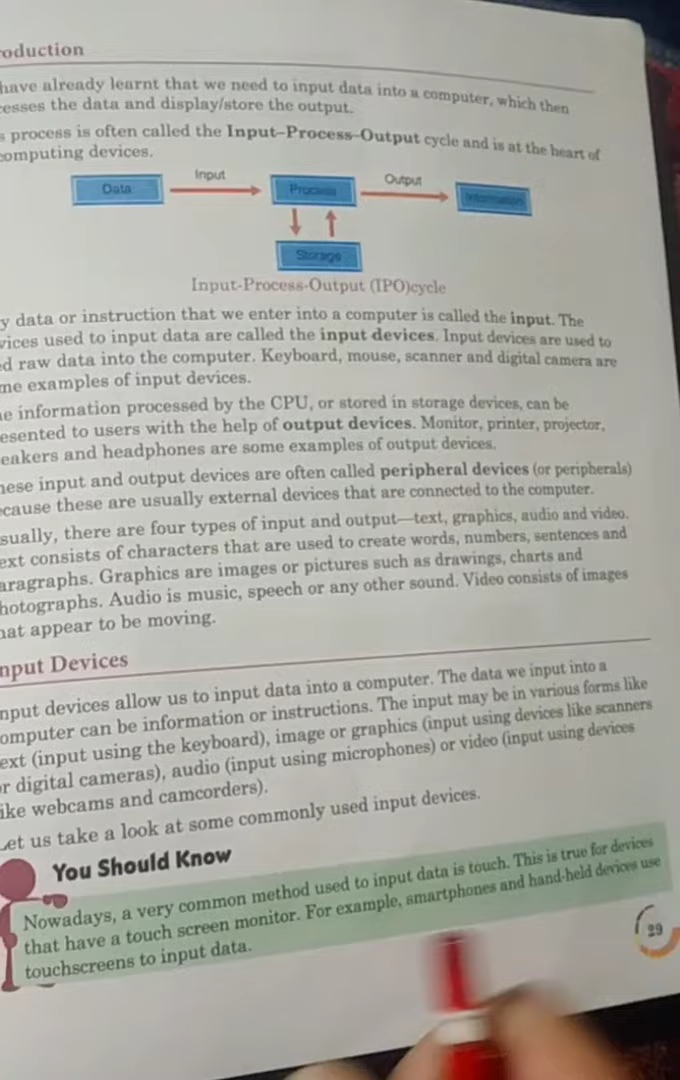 roduction
have already learnt that we need to input data into a computer, which then
cesses the data and display/store the output.
s process is often called the Input–Process–Output cycle and is at the heart of
computing devices.
Data Input Process Output Information
Storage
Input-Process-Output (IPO)cycle
y data or instruction that we enter into a computer is called the input. The
vices used to input data are called the input devices. Input devices are used to
ed raw data into the computer. Keyboard, mouse, scanner and digital camera are
me examples of input devices.
e information processed by the CPU, or stored in storage devices, can be
esented to users with the help of output devices. Monitor, printer, projector,
eakers and headphones are some examples of output devices.
hese input and output devices are often called peripheral devices (or peripherals)
cause these are usually external devices that are connected to the computer.
sually, there are four types of input and output—text, graphics, audio and video.
ext consists of characters that are used to create words, numbers, sentences and
aragraphs. Graphics are images or pictures such as drawings, charts and
hotographs. Audio is music, speech or any other sound. Video consists of images
hat appear to be moving.
nput Devices
nput devices allow us to input data into a computer. The data we input into a
omputer can be information or instructions. The input may be in various forms like
ext (input using the keyboard), image or graphics (input using devices like scanners
r digital cameras), audio (input using microphones) or video (input using devices
ike webcams and camcorders).
Let us take a look at some commonly used input devices.
You Should Know
Nowadays, a very common method used to input data is touch. This is true for devices
that have a touch screen monitor. For example, smartphones and hand-held devices use
touchscreens to input data.
29